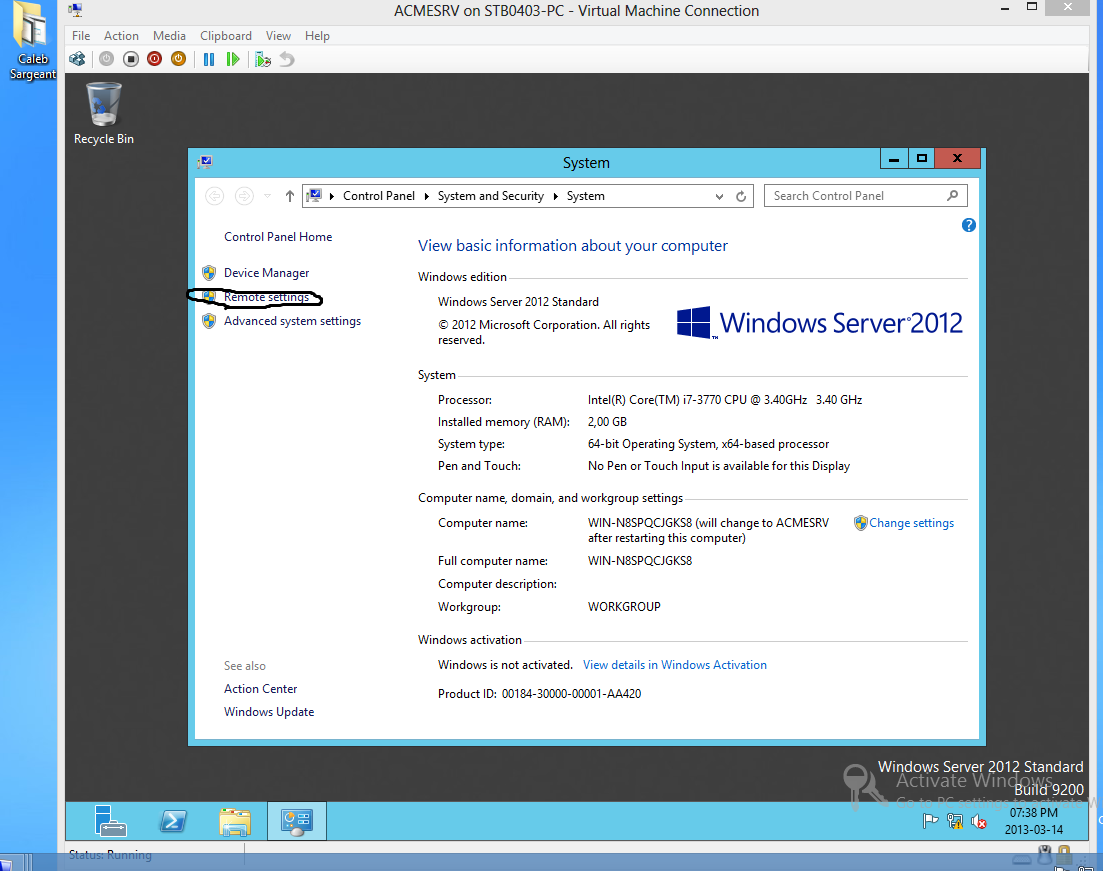 Caleb
Sargeant
ACMESRV on STB0403-PC - Virtual Machine Connection
File Action Media Clipboard View Help
Recycle Bin
System
Control Panel System and Security System
Search Control Panel
Control Panel Home
Device Manager
Remote settings
Advanced system settings
View basic information about your computer
Windows edition
Windows Server 2012 Standard
© 2012 Microsoft Corporation. All rights
reserved.
Windows Server 2012
System
Processor: Intel(R) Core(TM) i7-3770 CPU @ 3.40GHz 3.40 GHz
Installed memory (RAM): 2,00 GB
System type: 64-bit Operating System, x64-based processor
Pen and Touch: No Pen or Touch Input is available for this Display
Computer name, domain, and workgroup settings
Computer name: WIN-N8SPQCJGKS8 (will change to ACMESRV
after restarting this computer)
Change settings
Full computer name: WIN-N8SPQCJGKS8
Computer description:
Workgroup: WORKGROUP
Windows activation
Windows is not activated. View details in Windows Activation
Product ID: 00184-30000-00001-AA420
See also
Action Center
Windows Update
Windows Server 2012 Standard
Activate Windows
Build 9200
Go to PC settings to activate
07:38 PM
2013-03-14
Status: Running